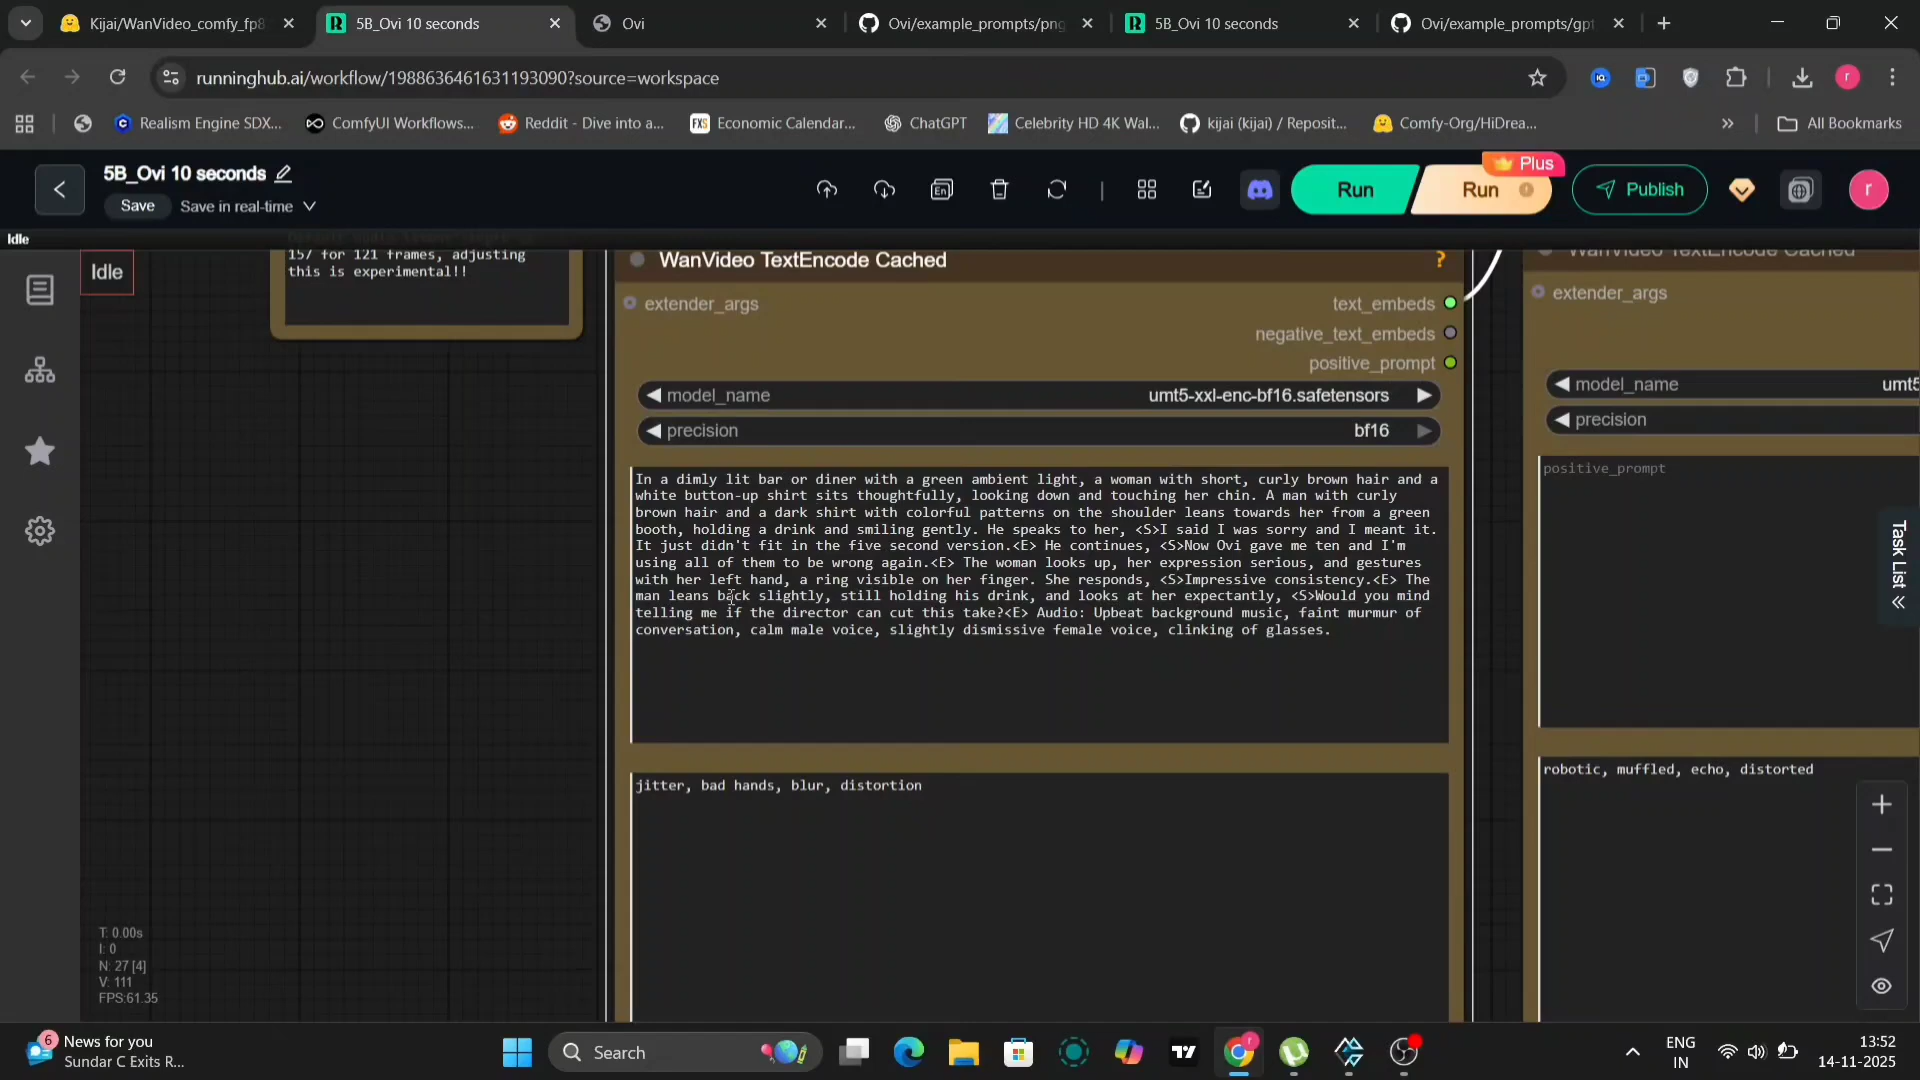 Kijai/WanVideo_comfy_fp8
5B_Ovi 10 seconds
Ovi
Ovi/example_prompts/png
5B_Ovi 10 seconds
Ovi/example_prompts/gpt
runninghub.ai/workflow/1988636461631193090?source=workspace
Realism Engine SDX...
ComfyUI Workflows...
Reddit - Dive into a...
Economic Calendar...
ChatGPT
Celebrity HD 4K Wal...
kijai (kijai) / Reposit...
Comfy-Org/HiDrea...
All Bookmarks
5B_Ovi 10 seconds
Save
Save in real-time
Run
Run
Plus
Publish
r
Idle
Idle
157 for 121 frames, adjusting
this is experimental!!
WanVideo TextEncode Cached
?
extender_args
text_embeds
negative_text_embeds
positive_prompt
model_name
umt5-xxl-enc-bf16.safetensors
precision
bf16
In a dimly lit bar or diner with a green ambient light, a woman with short, curly brown hair and a
white button-up shirt sits thoughtfully, looking down and touching her chin. A man with curly
brown hair and a dark shirt with colorful patterns on the shoulder leans towards her from a green
booth, holding a drink and smiling gently. He speaks to her, <S>I said I was sorry and I meant it.
It just didn't fit in the five second version.<E> He continues, <S>Now Ovi gave me ten and I'm
using all of them to be wrong again.<E> The woman looks up, her expression serious, and gestures
with her left hand, a ring visible on her finger. She responds, <S>Impressive consistency.<E> The
man leans back slightly, still holding his drink, and looks at her expectantly, <S>Would you mind
telling me if the director can cut this take?<E> Audio: Upbeat background music, faint murmur of
conversation, calm male voice, slightly dismissive female voice, clinking of glasses.
jitter, bad hands, blur, distortion
WanVideo TextEncode Cached
extender_args
model_name
umt5
precision
positive_prompt
robotic, muffled, echo, distorted
Task List
T: 0.00s
I: 0
N: 27 [4]
V: 111
FPS:61.35
6
News for you
Sundar C Exits R...
Search
ENG
IN
13:52
14-11-2025